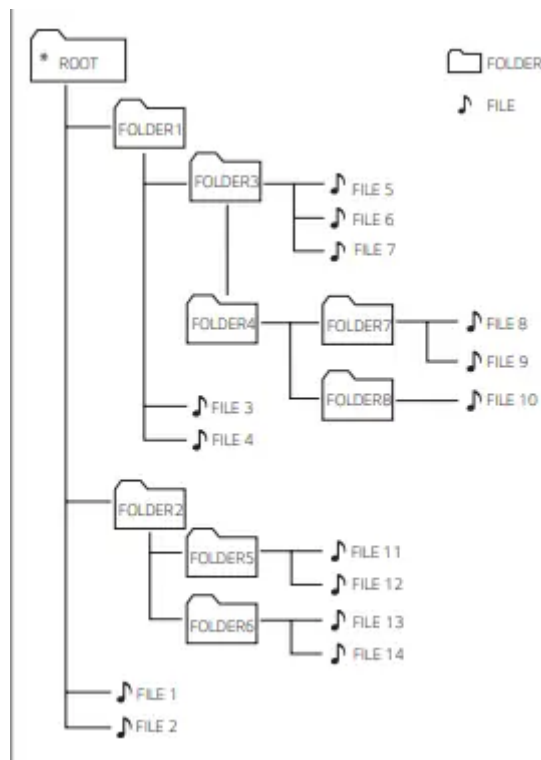 * ROOT
FOLDER
FILE
FOLDER1
FOLDER3
FILE 5
FILE 6
FILE 7
FOLDER4
FOLDER7
FILE 8
FILE 9
FOLDER8
FILE 10
FILE 3
FILE 4
FOLDER2
FOLDER5
FILE 11
FILE 12
FOLDER6
FILE 13
FILE 14
FILE 1
FILE 2